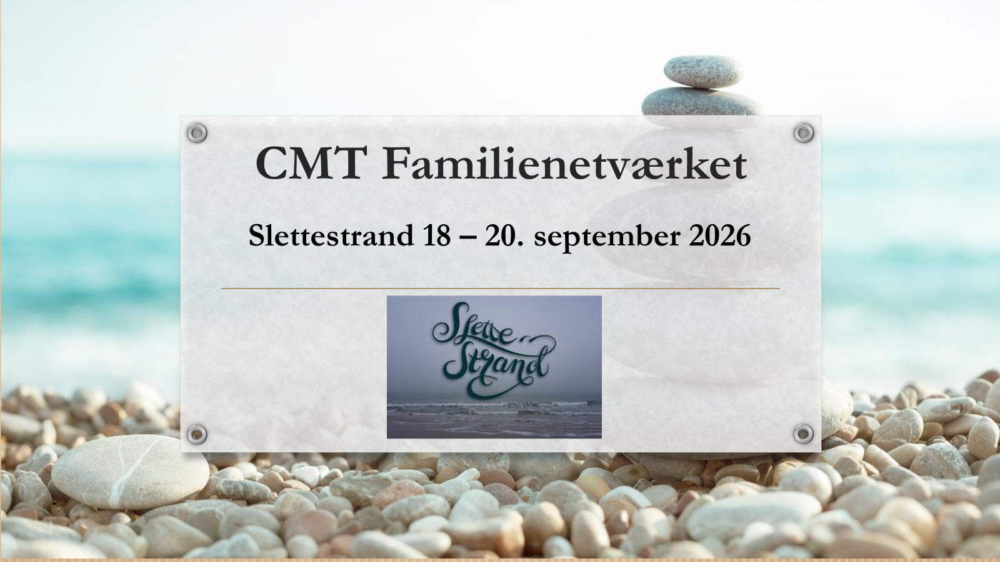 CMT Familienetværket
Slettestrand 18 – 20. september 2026
Slette
Strand